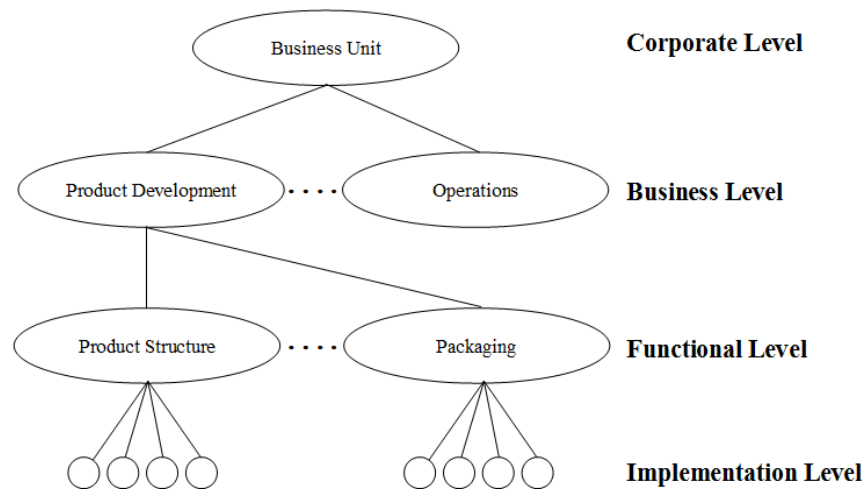 Business Unit
Corporate Level
Product Development
. . . .
Operations
Business Level
Product Structure
. . . .
Packaging
Functional Level
Implementation Level